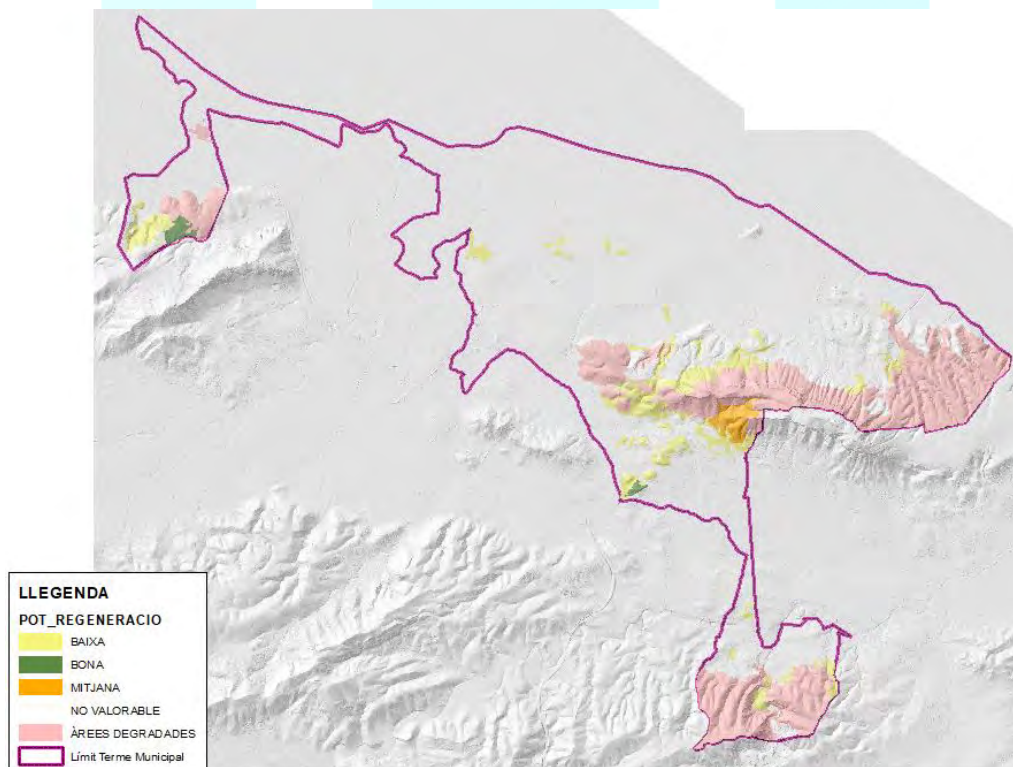 LLEGENDA
POT_REGENERACIO
BAIXA
BONA
MITJANA
NO VALORABLE
ÀREES DEGRADADES
Límit Terme Municipal